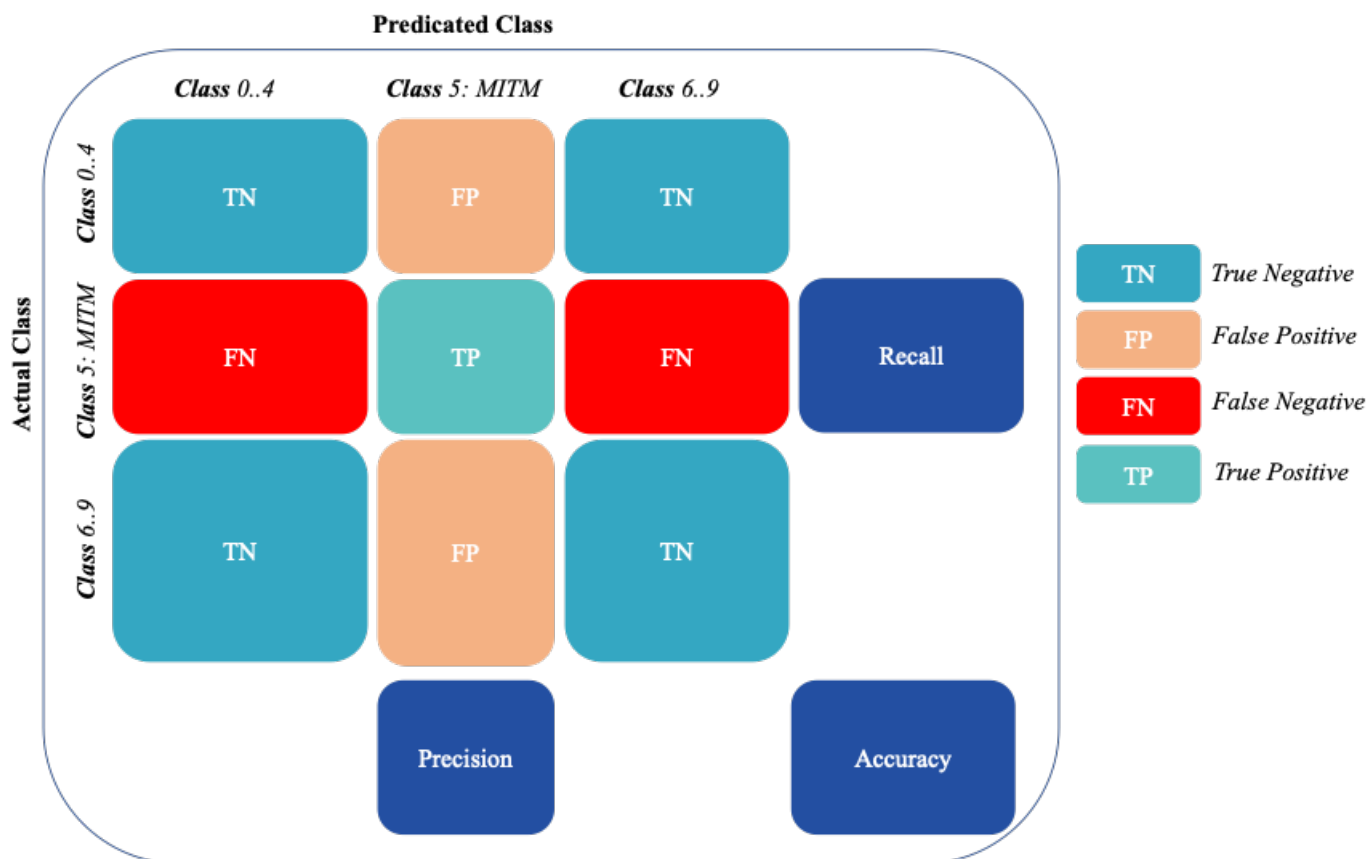 Predicated Class
Class 0..4
Class 5: MITM
Class 6..9
Actual Class
Class 0..4
TN
FP
TN
Class 5: MITM
FN
TP
FN
Recall
Class 6..9
TN
FP
TN
Precision
Accuracy
TN
True Negative
FP
False Positive
FN
False Negative
TP
True Positive